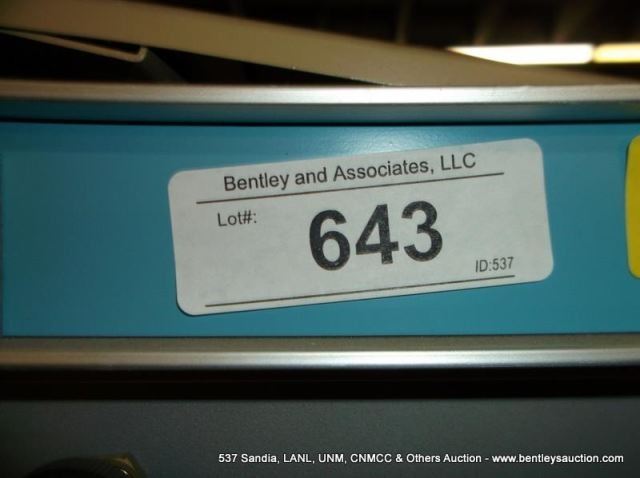 Bentley and Associates, LLC
Lot#:
643
ID:537
537 Sandia, LANL, UNM, CNMCC & Others Auction - www.bentleysauction.com